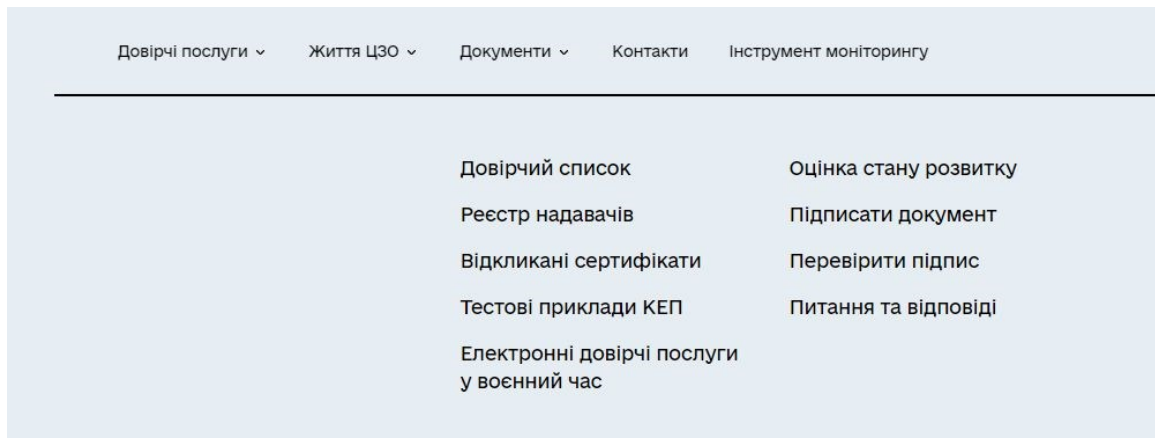 Довірчі послуги
Життя ЦЗО
Документи
Контакти
Інструмент моніторингу
Довірчий список
Реєстр надавачів
Відкликані сертифікати
Тестові приклади КЕП
Електронні довірчі послуги
у воєнний час
Оцінка стану розвитку
Підписати документ
Перевірити підпис
Питання та відповіді